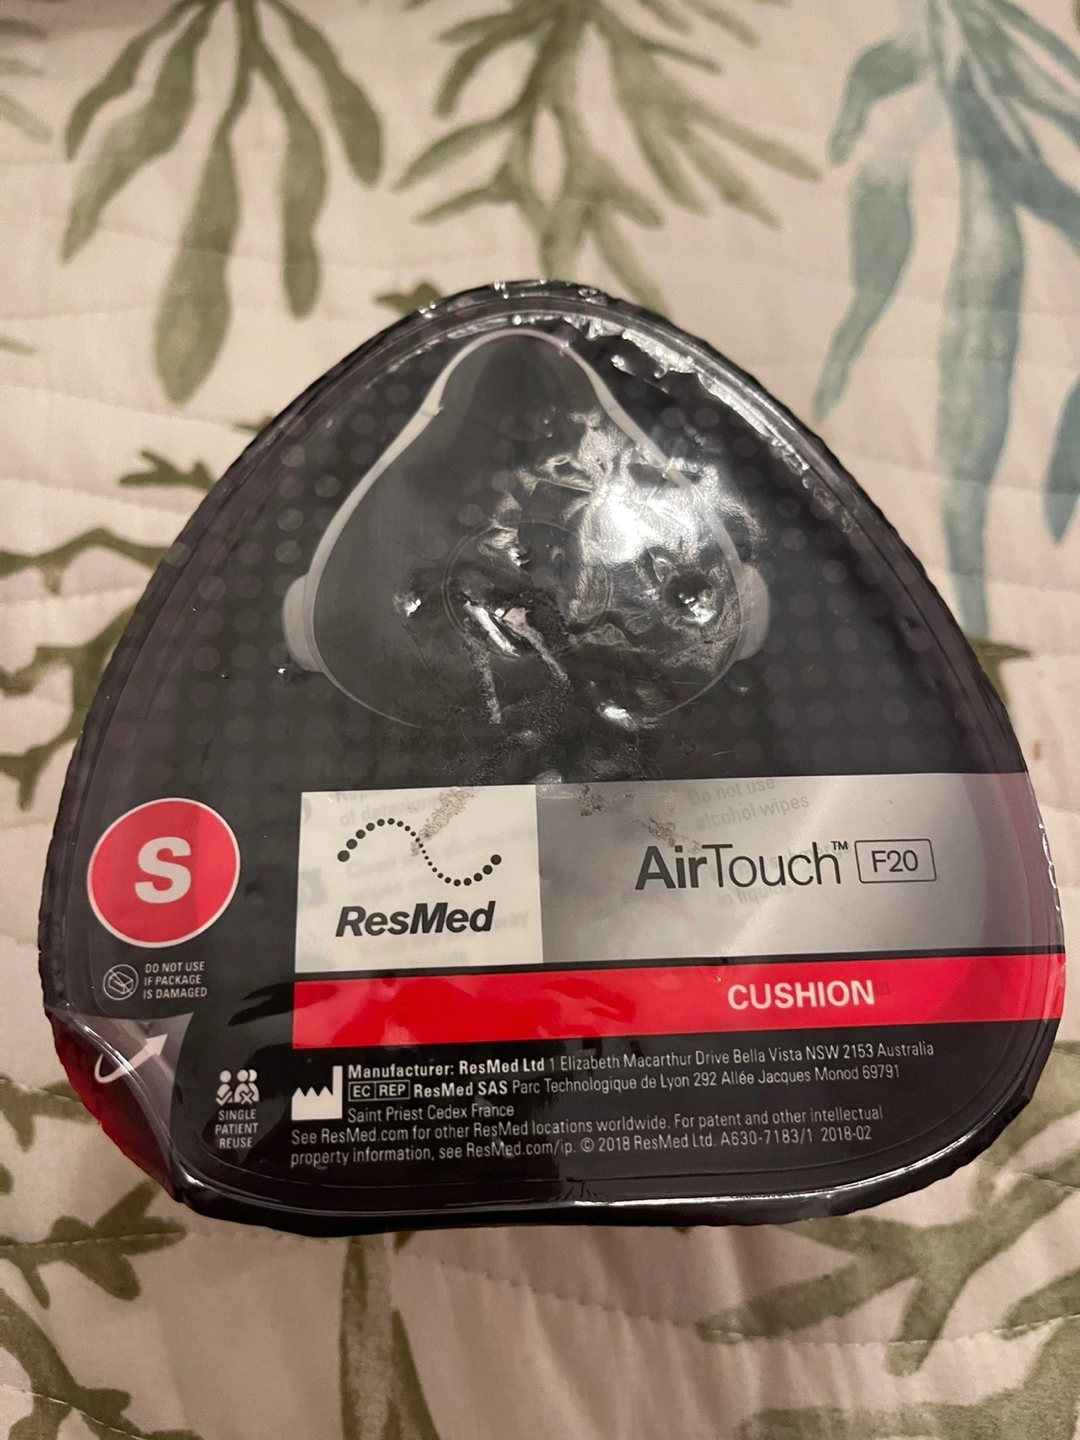 Do not use
of
alcohol wipes
S
ResMed
AirTouch™ F20
DO NOT USE
IF PACKAGE
IS DAMAGED
CUSHION
SINGLE
PATIENT
REUSE
Manufacturer: ResMed Ltd 1 Elizabeth Macarthur Drive Bella Vista NSW 2153 Australia
EC REP ResMed SAS Parc Technologique de Lyon 292 Allée Jacques Monod 69791
Saint Priest Cedex France
See ResMed.com for other ResMed locations worldwide. For patent and other intellectual
property information, see ResMed.com/ip. © 2018 ResMed Ltd. A630-7183/1 2018-02